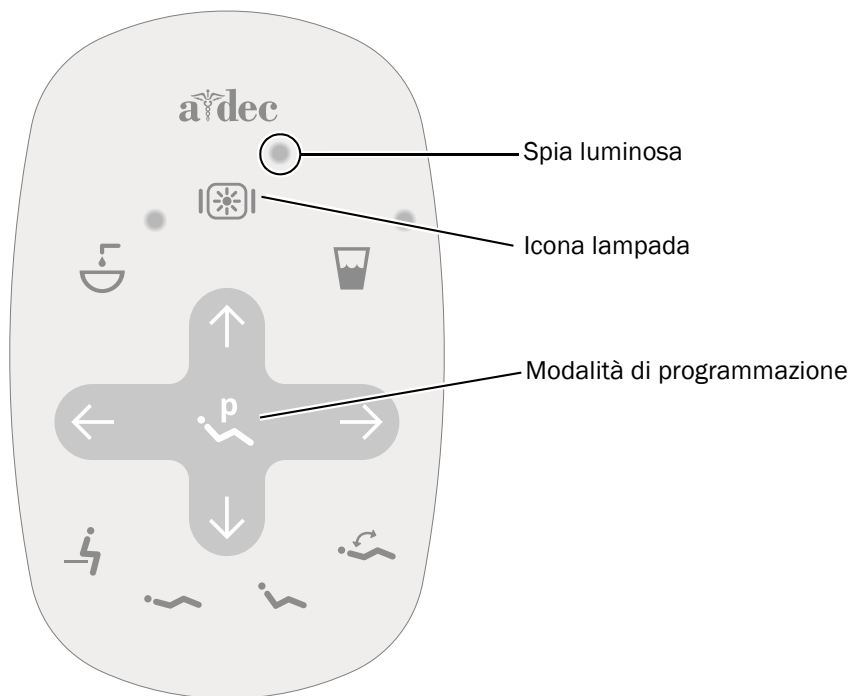 a dec
Spia luminosa
Icona lampada
Modalità di programmazione
p